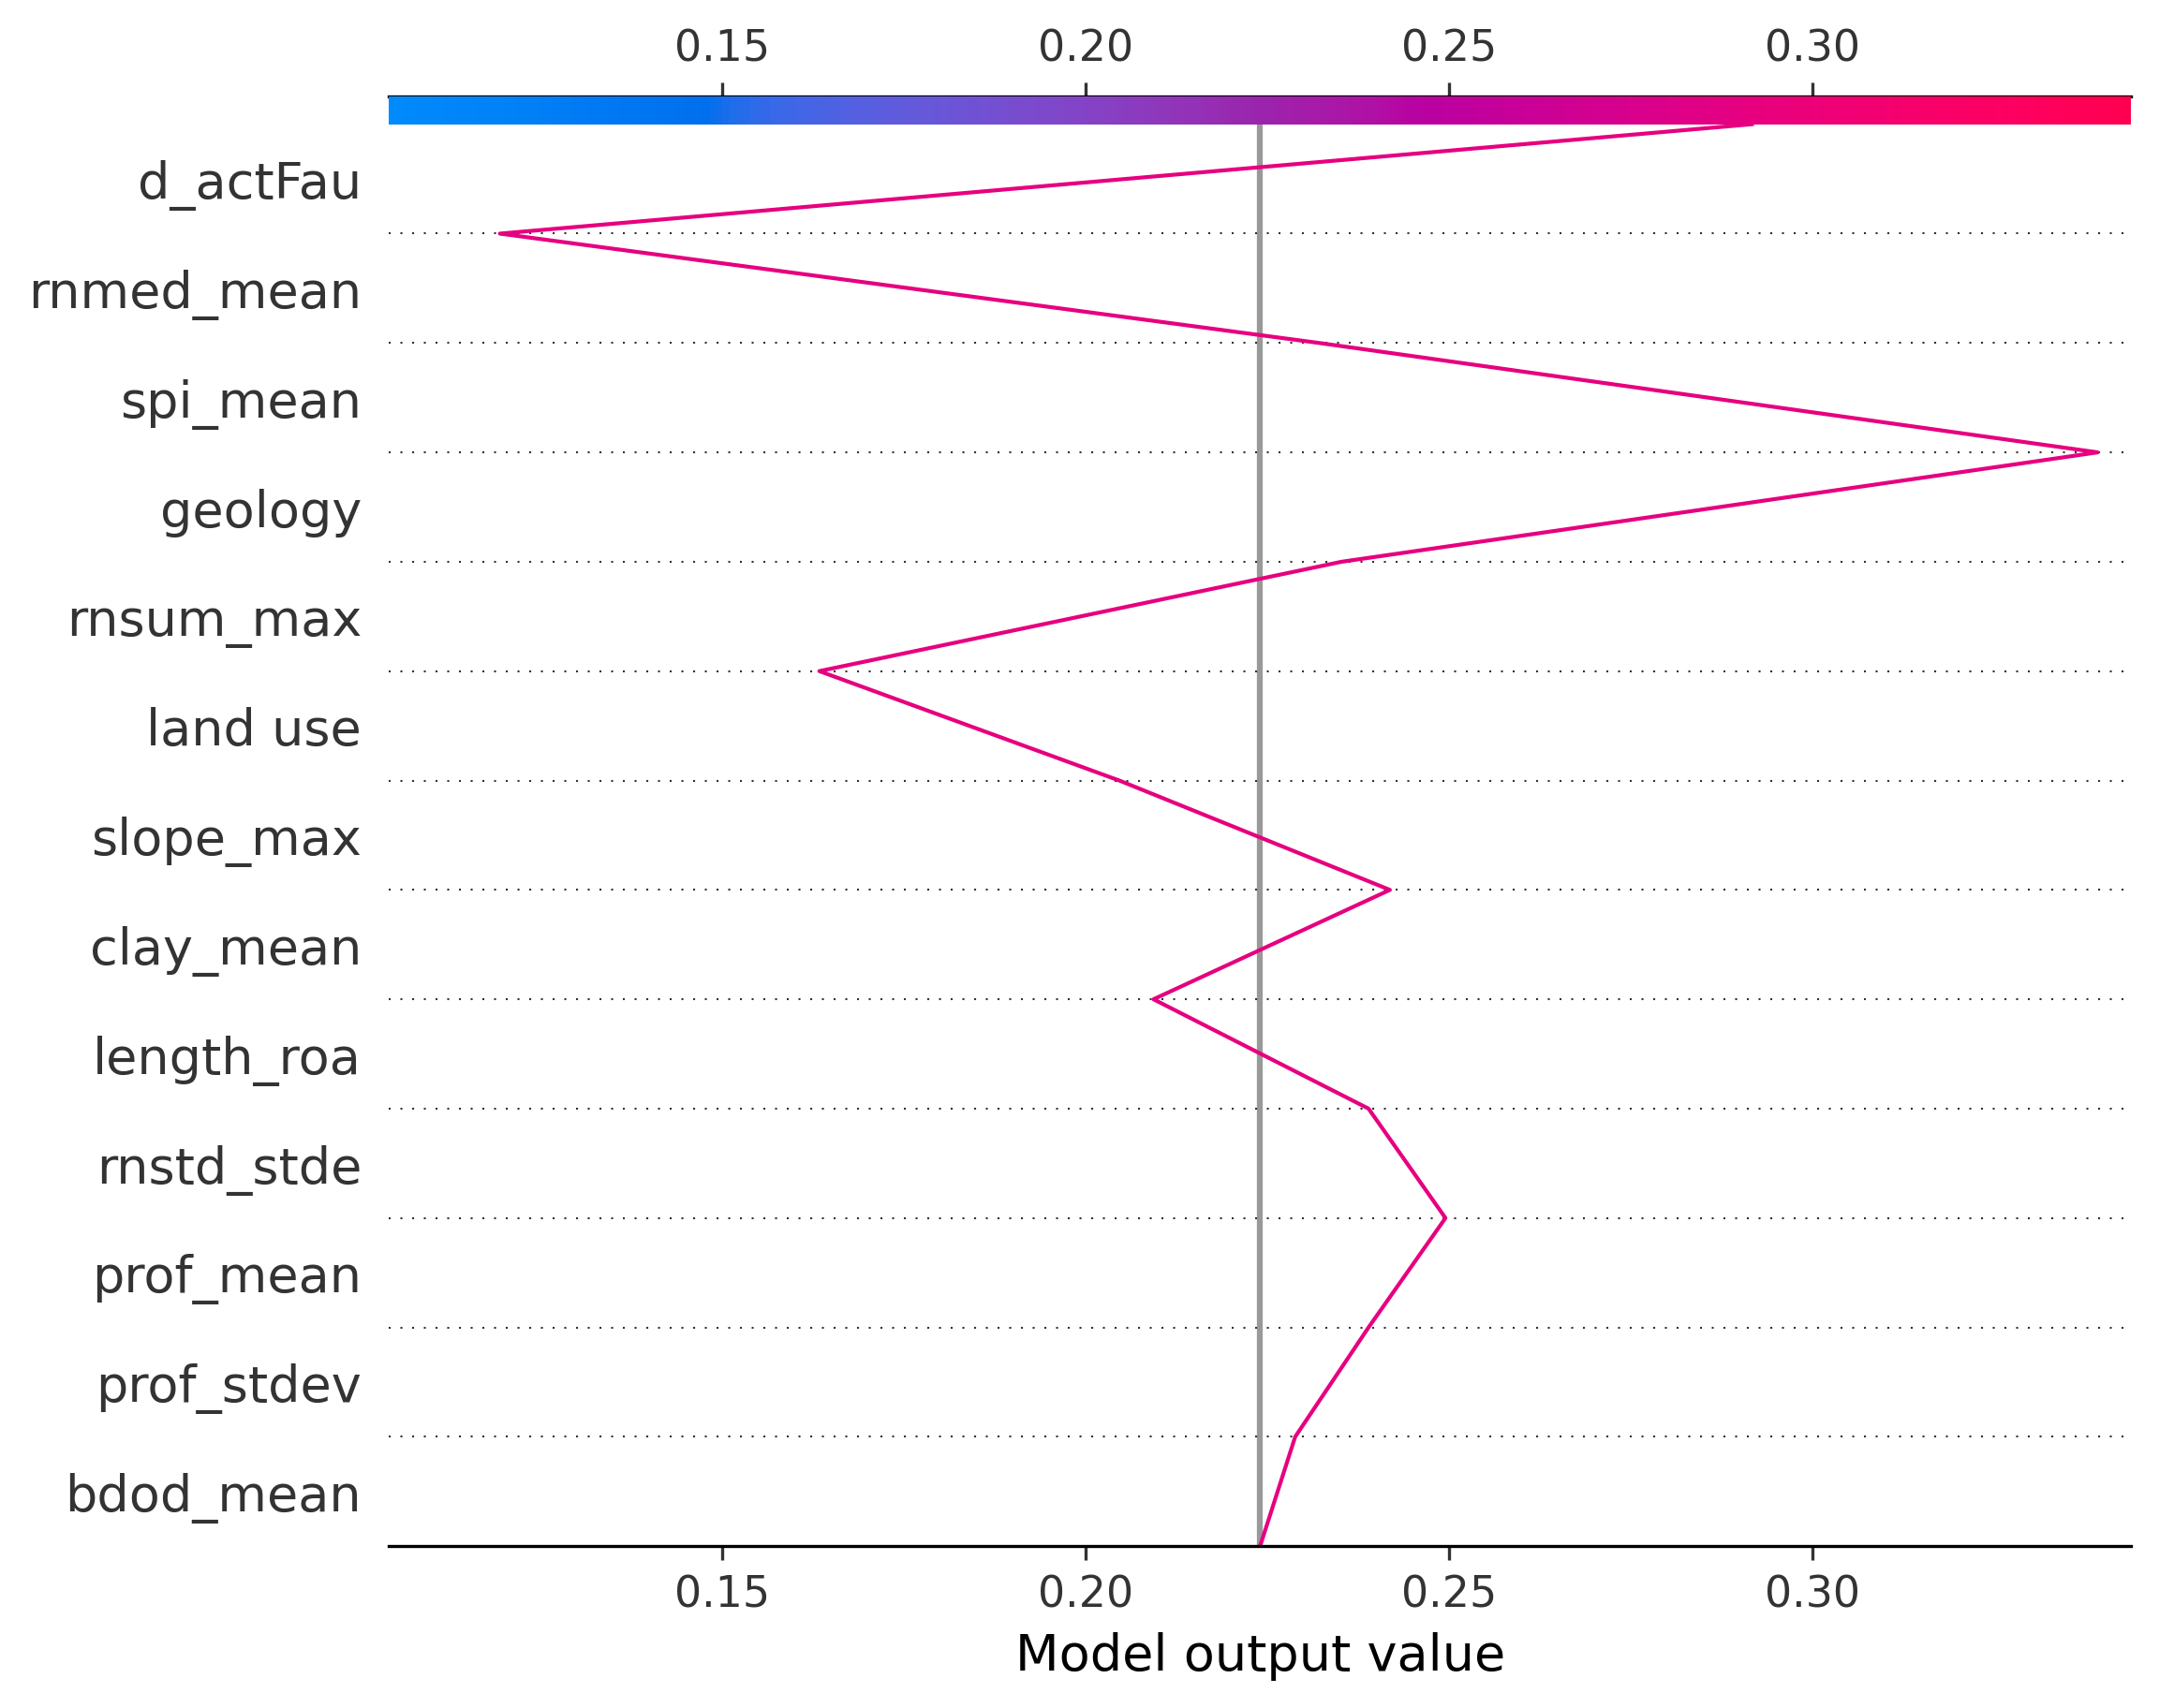 0.15 0.20 0.25 0.30
d_actFau
rnmed_mean
spi_mean
geology
rnsum_max
land use
slope_max
clay_mean
length_roa
rnstd_stde
prof_mean
prof_stdev
bdod_mean
0.15 0.20 0.25 0.30
Model output value